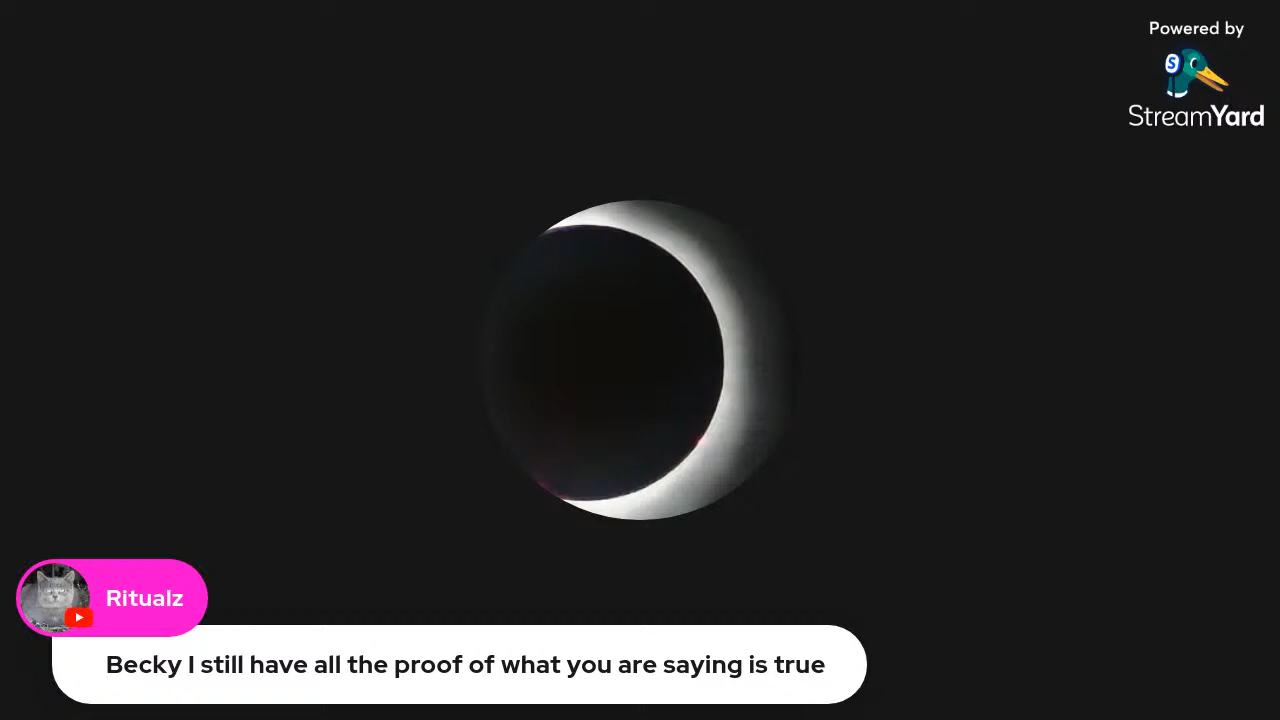 Powered by
S
StreamYard
Ritualz
Becky I still have all the proof of what you are saying is true